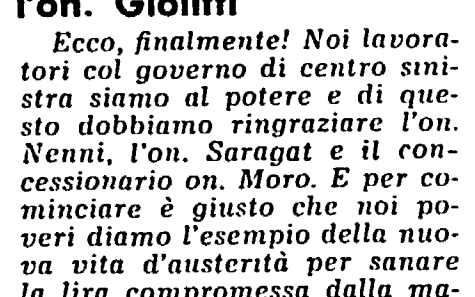 l'on. Giolitti
Ecco, finalmente! Noi lavora-
tori col governo di centro sini-
stra siamo al potere e di que-
sto dobbiamo ringraziare l'on.
Nenni, l'on. Saragat e il con-
cessionario on. Moro. E per co-
minciare è giusto che noi po-
veri diamo l'esempio della nuo-
va vita d'austerità per sanare
la lira compromessa dalla ma-